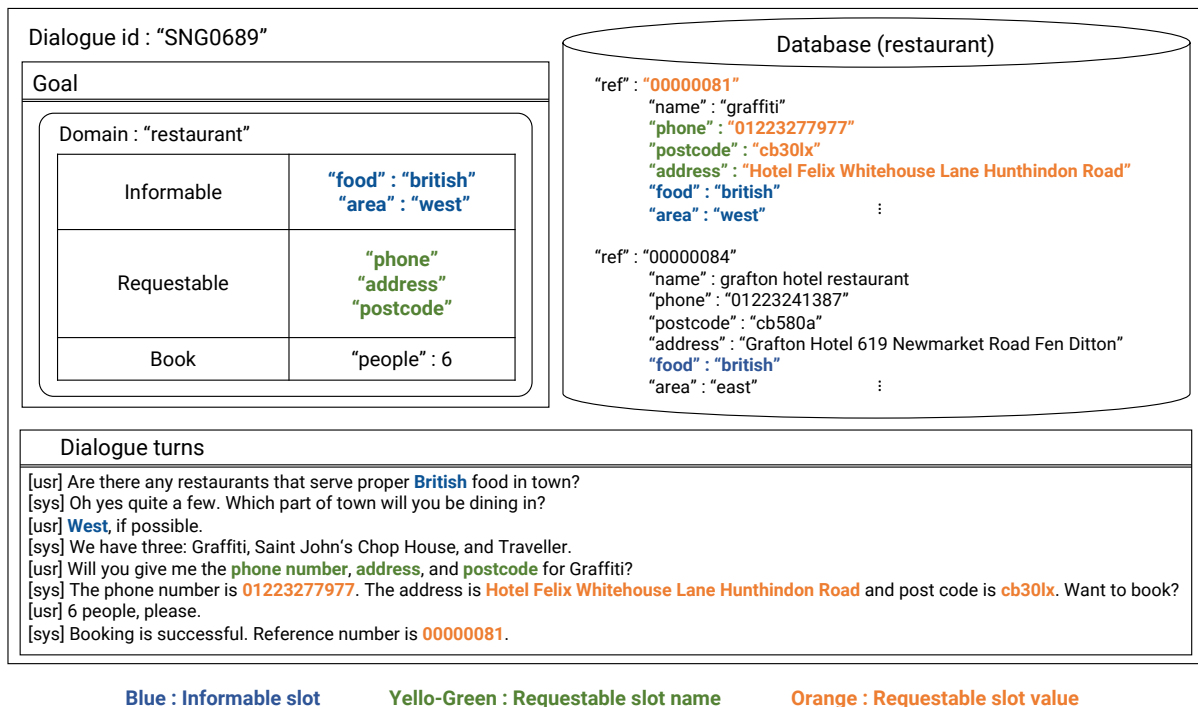 Dialogue id : “SNG0689”
Goal
Domain : “restaurant”
Informable
“food” : “british”
“area” : “west”
Requestable
“phone”
“address”
“postcode”
Book
“people” : 6
Database (restaurant)
“ref” : “00000081”
“name” : “graffiti”
“phone” : “01223277977”
“postcode” : “cb30lx”
“address” : “Hotel Felix Whitehouse Lane Hunthindon Road”
“food” : “british”
“area” : “west”
⋮
“ref” : “00000084”
“name” : grafton hotel restaurant
“phone” : “01223241387”
“postcode” : “cb580a”
“address” : “Grafton Hotel 619 Newmarket Road Fen Ditton”
“food” : “british”
“area” : “east”
⋮
Dialogue turns
[usr] Are there any restaurants that serve proper British food in town?
[sys] Oh yes quite a few. Which part of town will you be dining in?
[usr] West, if possible.
[sys] We have three: Graffiti, Saint John‘s Chop House, and Traveller.
[usr] Will you give me the phone number, address, and postcode for Graffiti?
[sys] The phone number is 01223277977. The address is Hotel Felix Whitehouse Lane Hunthindon Road and post code is cb30lx. Want to book?
[usr] 6 people, please.
[sys] Booking is successful. Reference number is 00000081.
Blue : Informable slot
Yello-Green : Requestable slot name
Orange : Requestable slot value